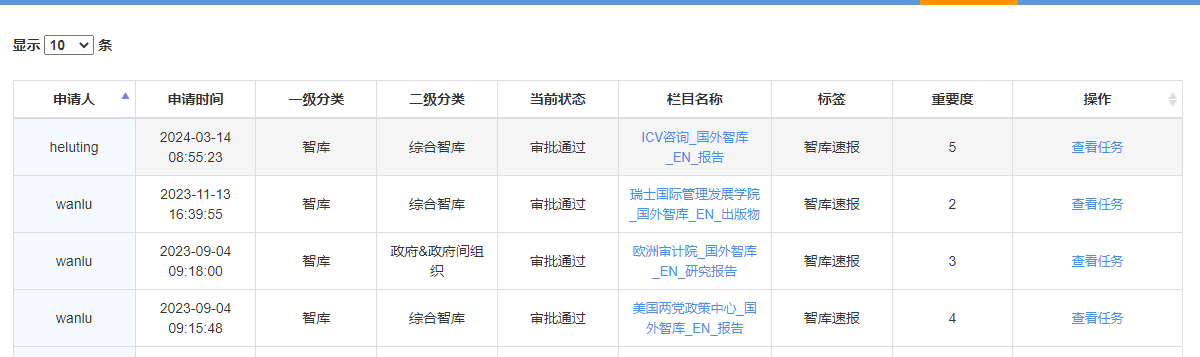 显示 10 条
申请人 申请时间 一级分类 二级分类 当前状态 栏目名称 标签 重要度 操作
heluting 2024-03-14 08:55:23 智库 综合智库 审批通过 ICV咨询_国外智库_EN_报告 智库速报 5 查看任务
wanlu 2023-11-13 16:39:55 智库 综合智库 审批通过 瑞士国际管理发展学院_国外智库_EN_出版物 智库速报 2 查看任务
wanlu 2023-09-04 09:18:00 智库 政府&政府间组织 审批通过 欧洲审计院_国外智库_EN_研究报告 智库速报 3 查看任务
wanlu 2023-09-04 09:15:48 智库 综合智库 审批通过 美国两党政策中心_国外智库_EN_报告 智库速报 4 查看任务